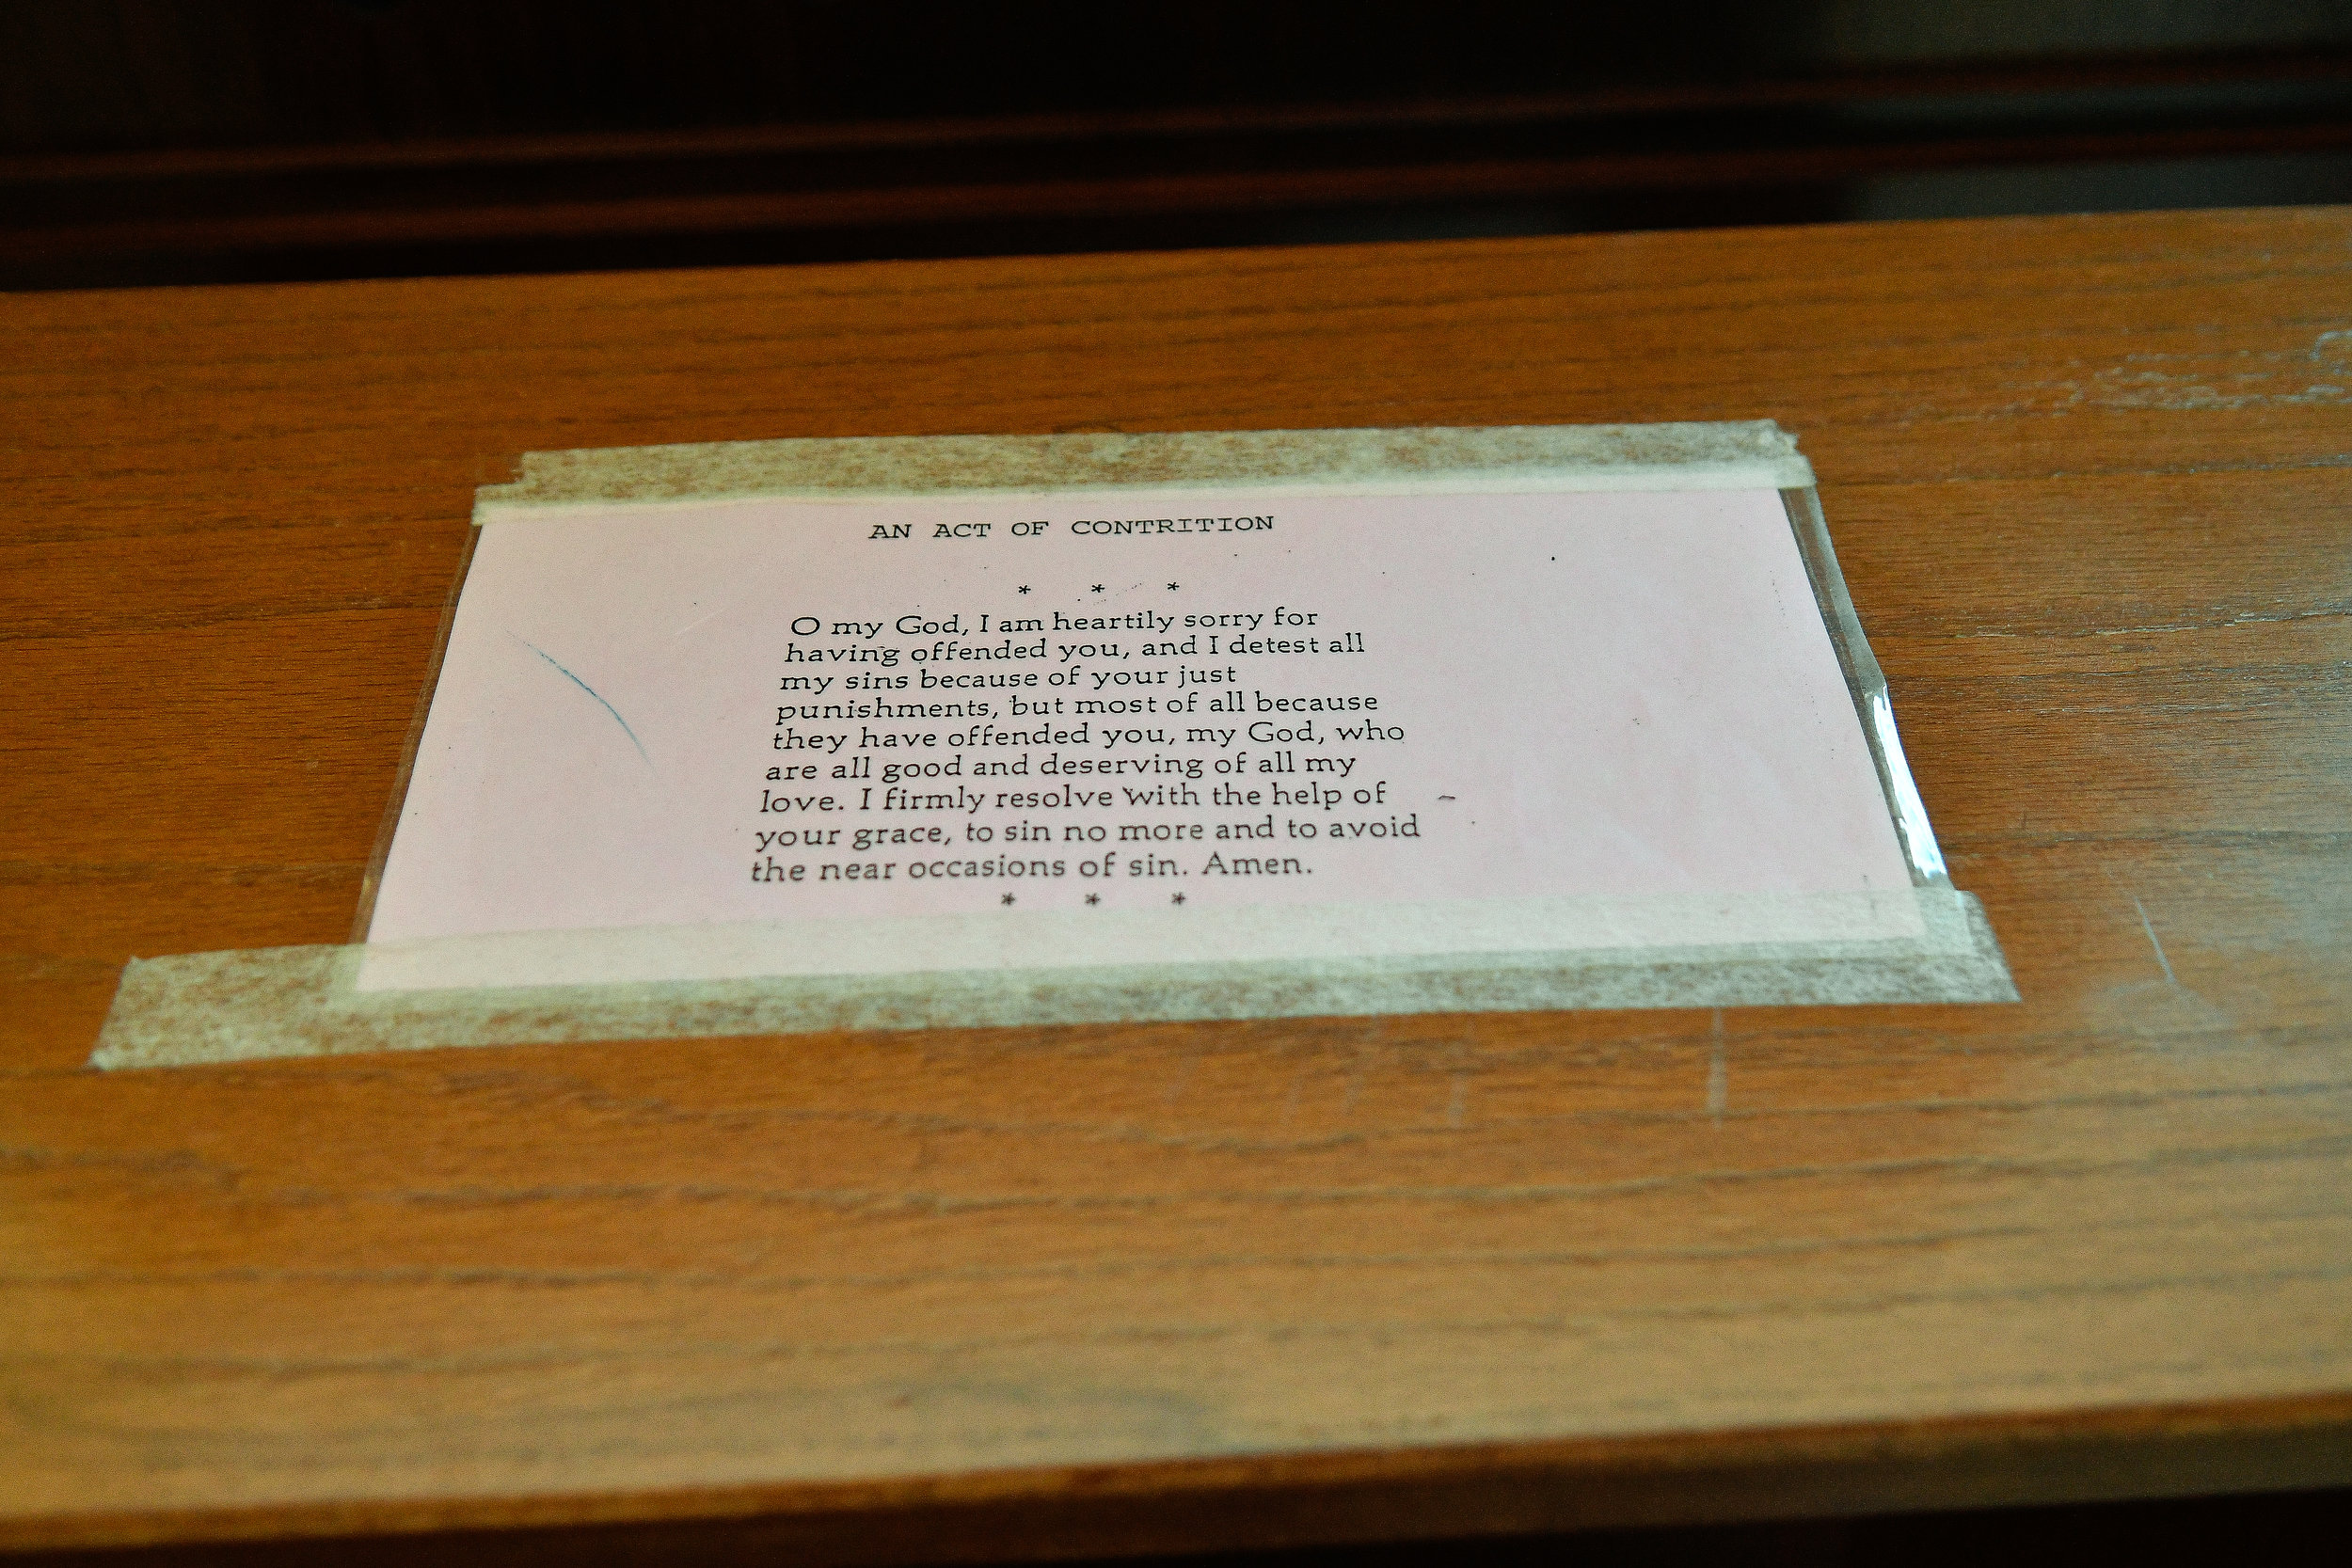 AN ACT OF CONTRITION
* * *
O my God, I am heartily sorry for
having offended you, and I detest all
my sins because of your just
punishments, but most of all because
they have offended you, my God, who
are all good and deserving of all my
love. I firmly resolve with the help of
your grace, to sin no more and to avoid
the near occasions of sin. Amen.
* * *